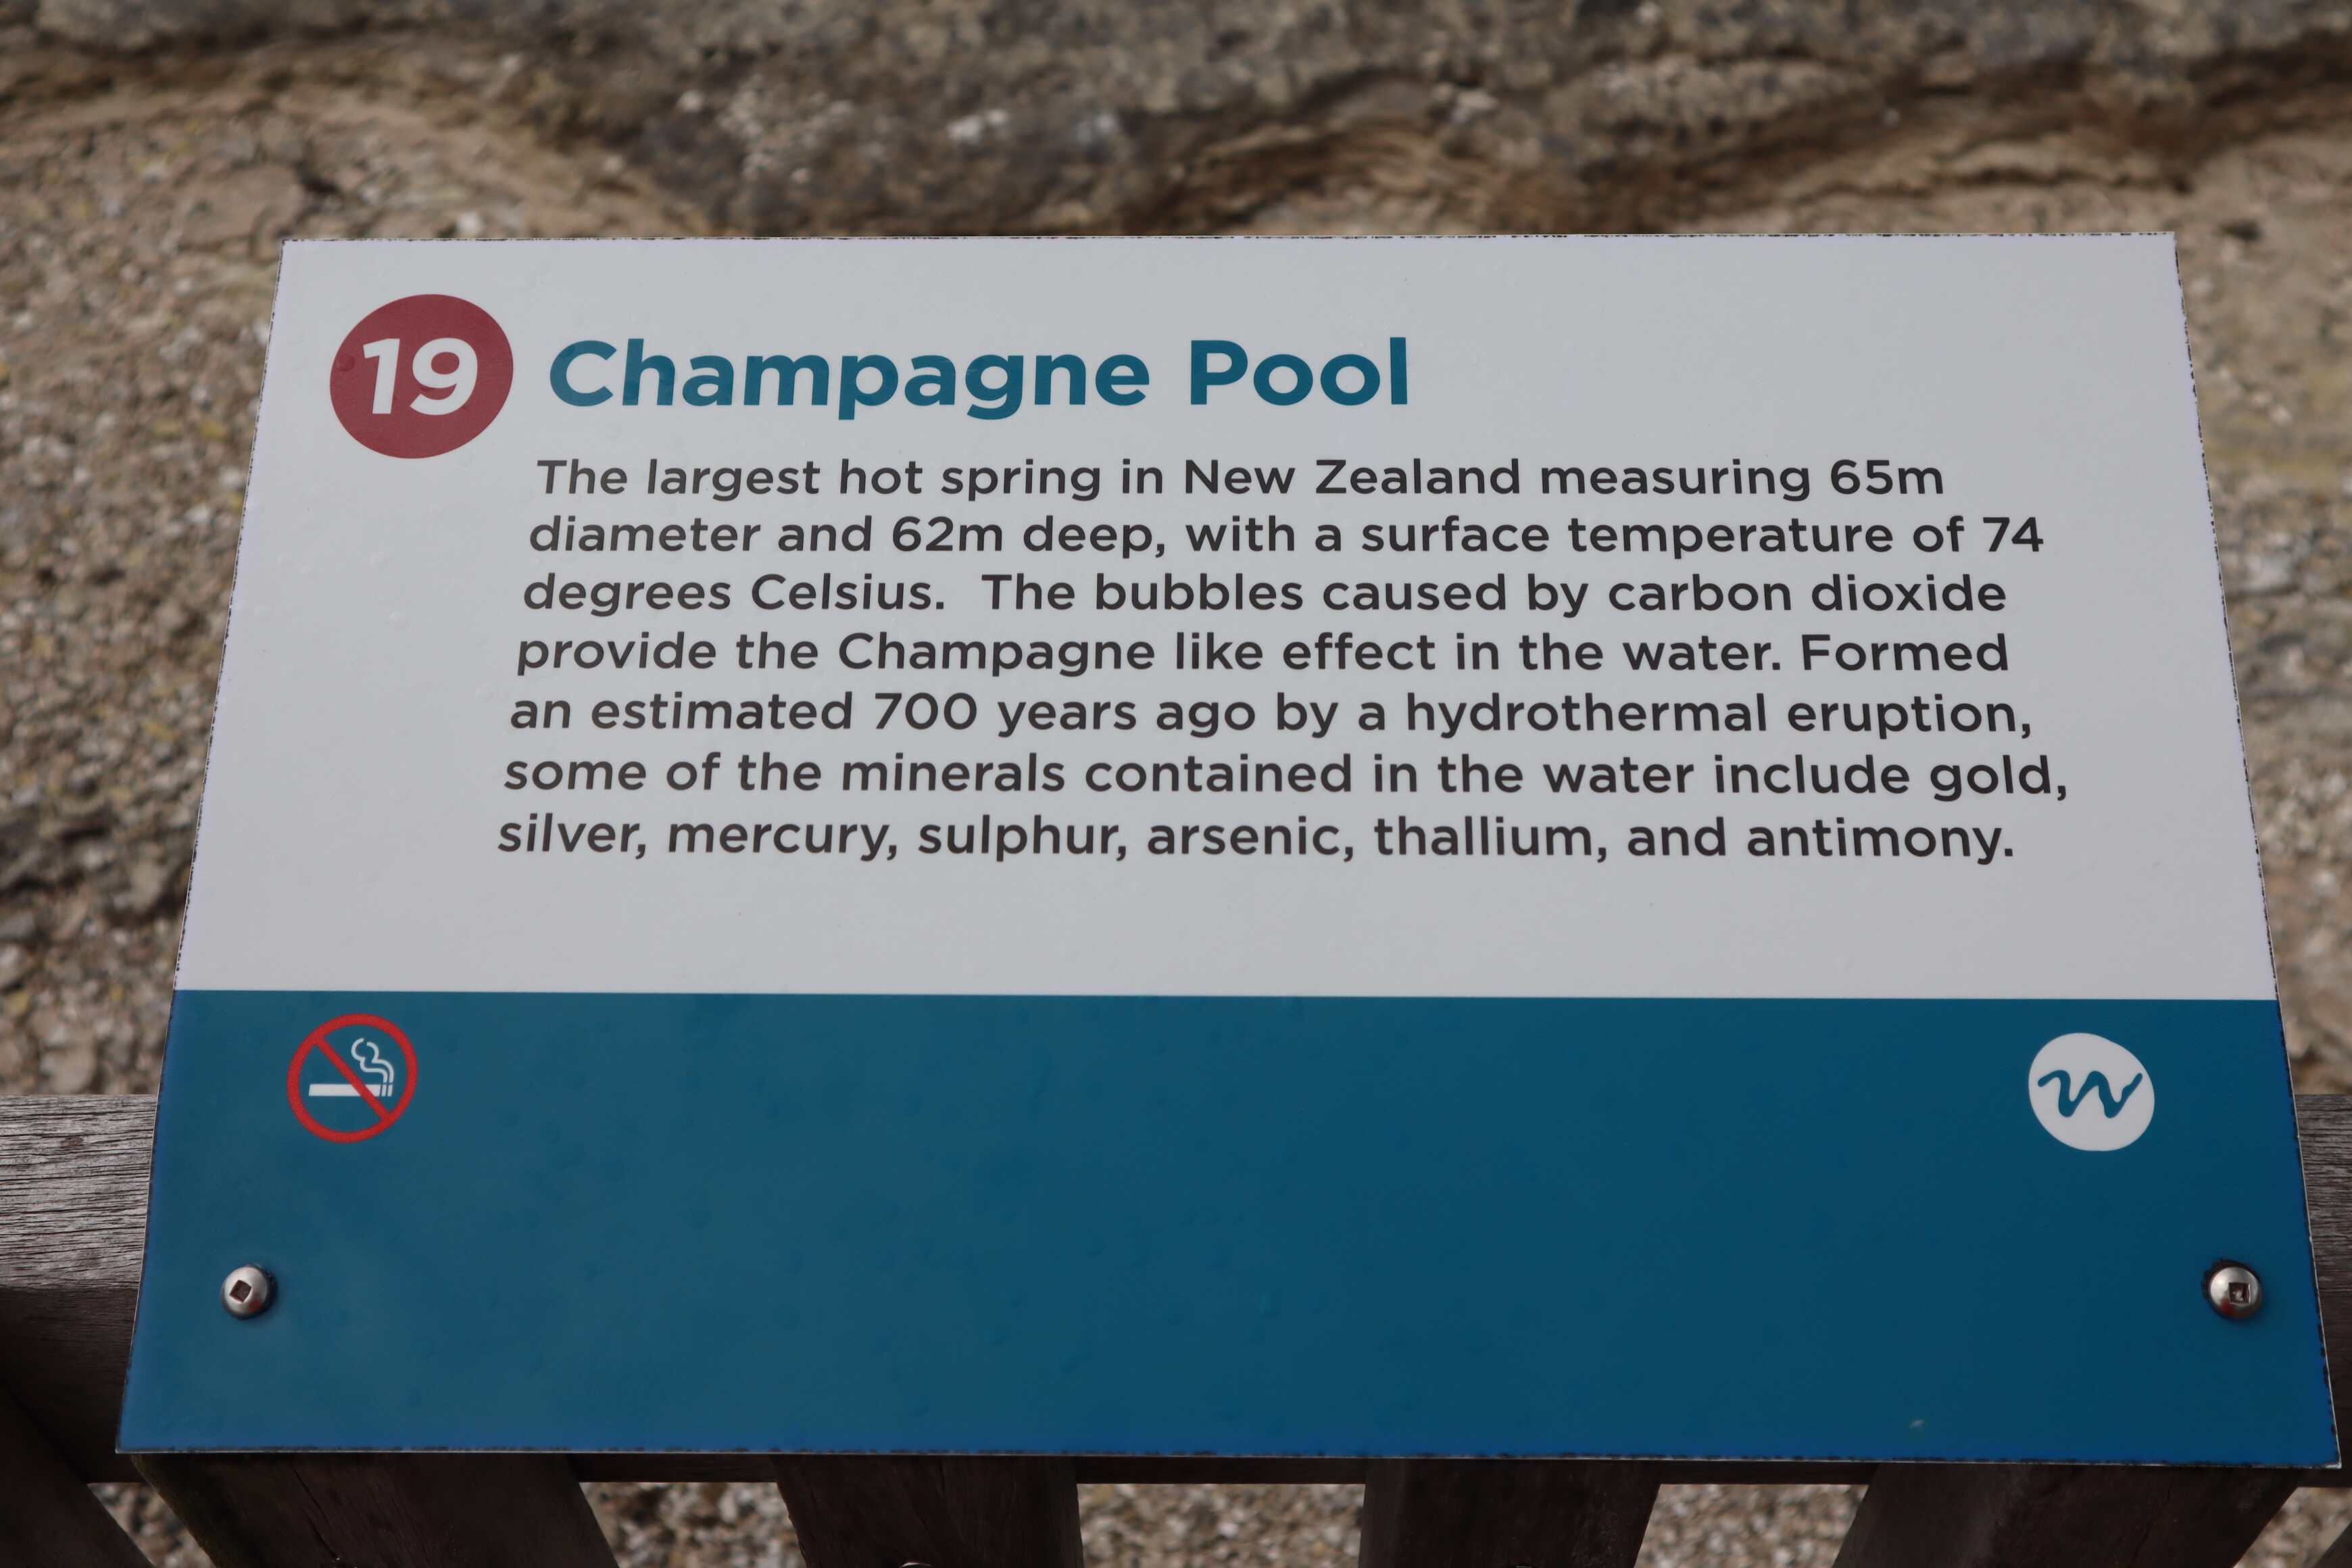 19 Champagne Pool
The largest hot spring in New Zealand measuring 65m
diameter and 62m deep, with a surface temperature of 74
degrees Celsius.  The bubbles caused by carbon dioxide
provide the Champagne like effect in the water. Formed
an estimated 700 years ago by a hydrothermal eruption,
some of the minerals contained in the water include gold,
silver, mercury, sulphur, arsenic, thallium, and antimony.
w